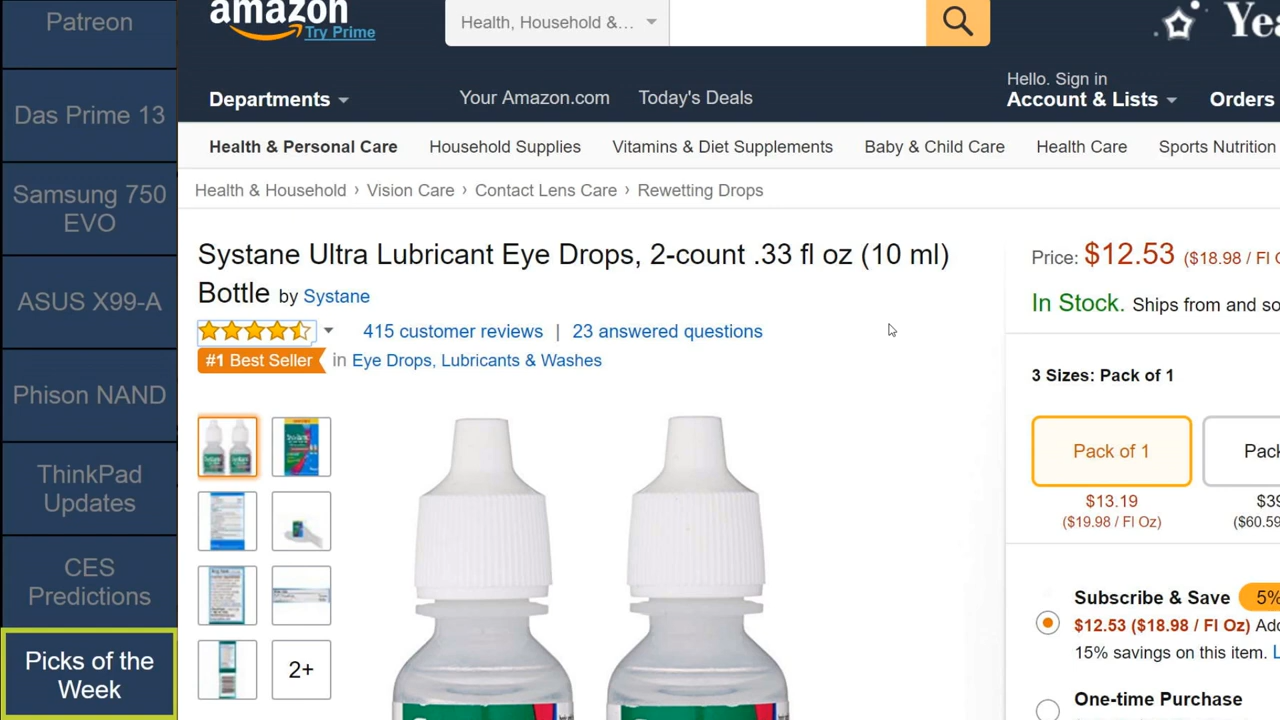 Patreon
Das Prime 13
Samsung 750
EVO
ASUS X99-A
Phison NAND
ThinkPad
Updates
CES
Predictions
Picks of the
Week
amazon
Try Prime
Health, Household &...
Yea
Hello. Sign in
Departments
Your Amazon.com
Today's Deals
Account & Lists
Orders
Health & Personal Care
Household Supplies
Vitamins & Diet Supplements
Baby & Child Care
Health Care
Sports Nutrition
Health & Household › Vision Care › Contact Lens Care › Rewetting Drops
Systane Ultra Lubricant Eye Drops, 2-count .33 fl oz (10 ml)
Bottle by Systane
415 customer reviews | 23 answered questions
#1 Best Seller in Eye Drops, Lubricants & Washes
2+
Price: $12.53 ($18.98 / Fl O
In Stock. Ships from and so
3 Sizes: Pack of 1
Pack of 1
Pack
$13.19
($19.98 / Fl Oz)
$39
($60.59
Subscribe & Save
5%
$12.53 ($18.98 / Fl Oz) Add
15% savings on this item. L
One-time Purchase